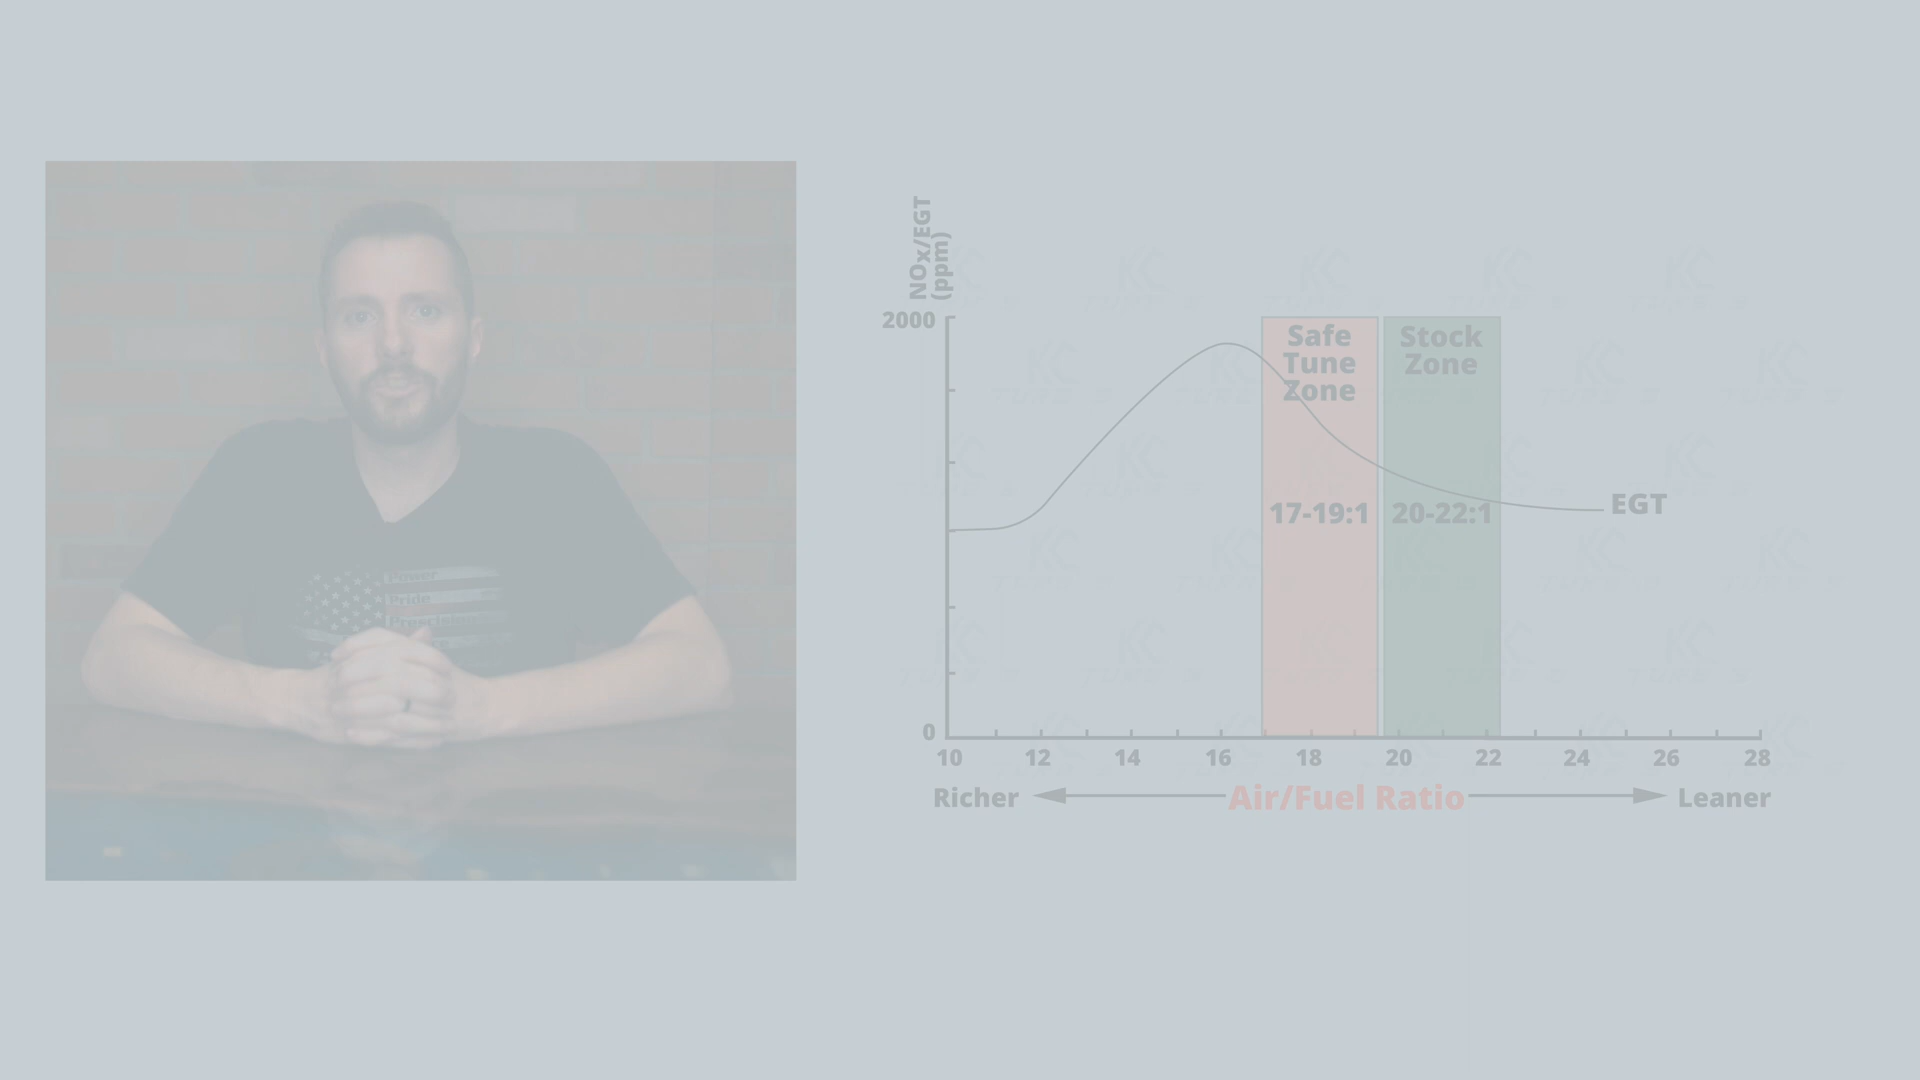 Power
Pride
NOx/EGT
(ppm)
2000
Safe
Tune
Zone
Stock
Zone
17-19:1
20-22:1
EGT
0
10 12 14 16 18 20 22 24 26 28
Richer Air/Fuel Ratio Leaner
KC